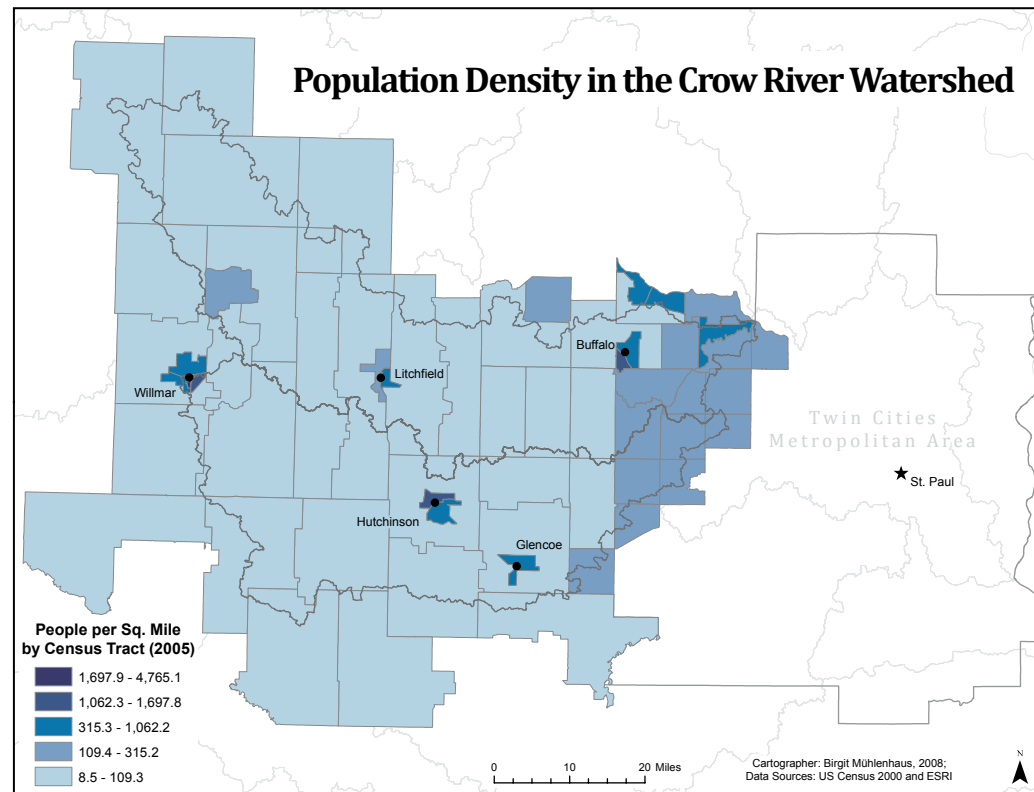 Population Density in the Crow River Watershed
Buffalo
Litchfield
Willmar
Twin Cities
Metropolitan Area
St. Paul
Hutchinson
Glencoe
People per Sq. Mile
by Census Tract (2005)
1,697.9 - 4,765.1
1,062.3 - 1,697.8
315.3 - 1,062.2
109.4 - 315.2
8.5 - 109.3
0 10 20 Miles
Cartographer: Birgit Mühlenhaus, 2008;
Data Sources: US Census 2000 and ESRI
N